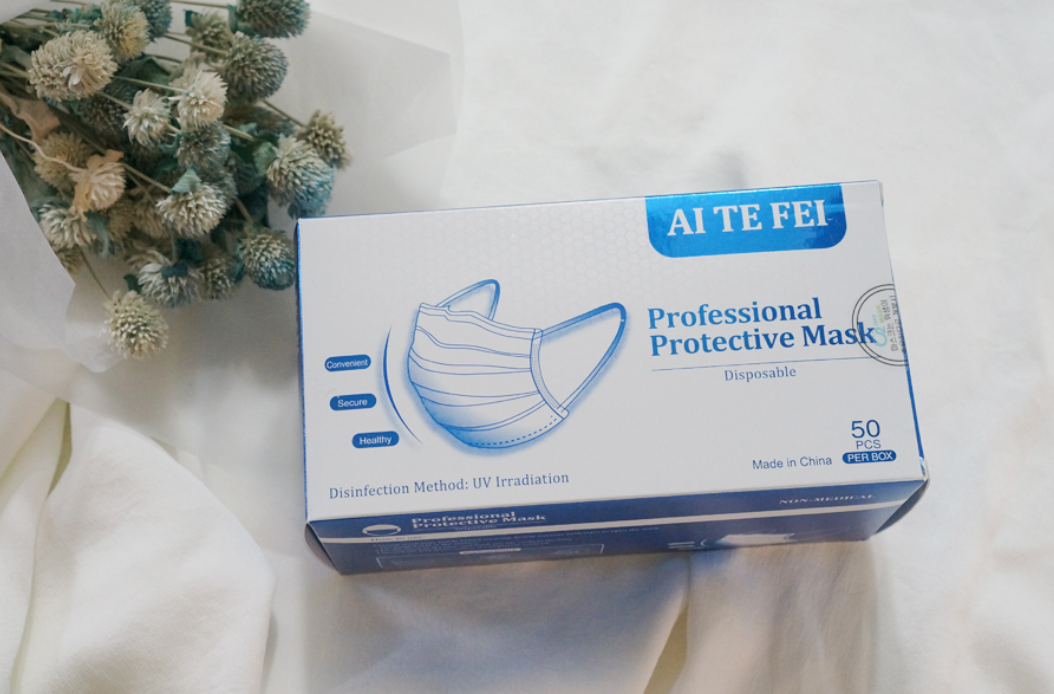 AI TE FEI
Professional
Protective Mask
Disposable
Convenient
Secure
Healthy
50
PCS
PER BOX
Made in China
Disinfection Method: UV Irradiation
NON-MEDICAL
Professional
Protective Mask